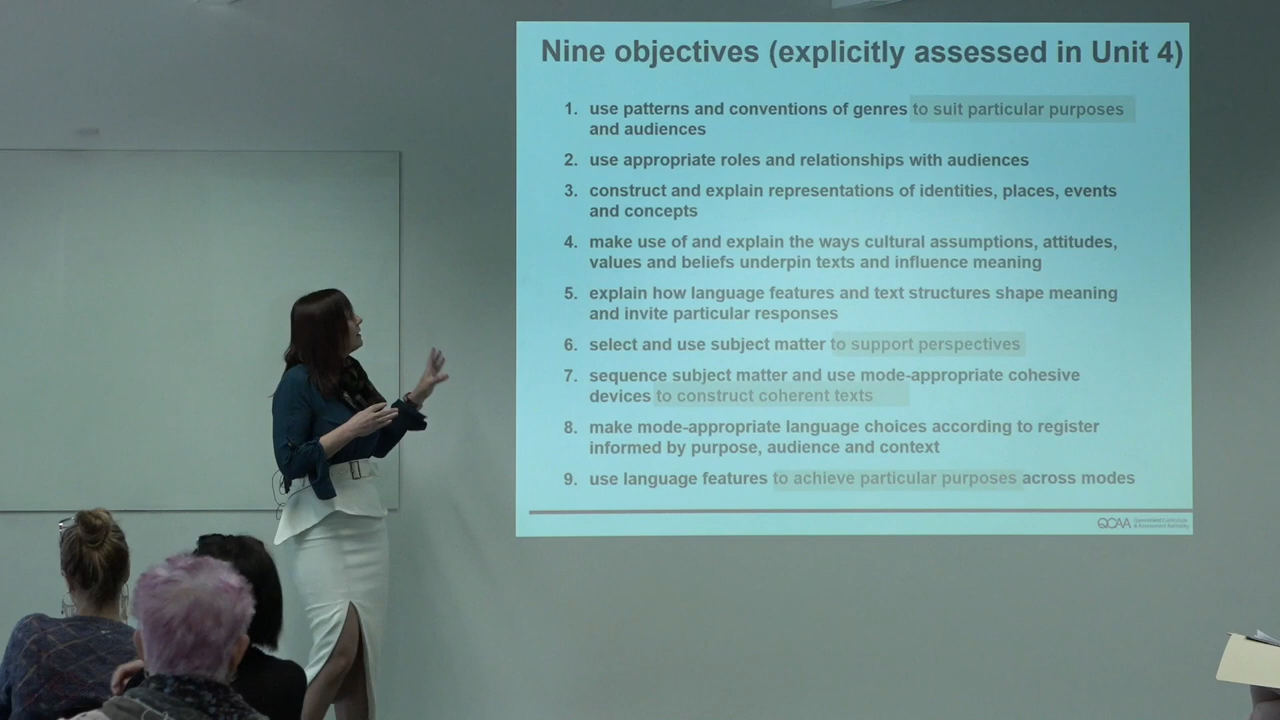 Nine objectives (explicitly assessed in Unit 4)
1. use patterns and conventions of genres to suit particular purposes
and audiences
2. use appropriate roles and relationships with audiences
3. construct and explain representations of identities, places, events
and concepts
4. make use of and explain the ways cultural assumptions, attitudes,
values and beliefs underpin texts and influence meaning
5. explain how language features and text structures shape meaning
and invite particular responses
6. select and use subject matter to support perspectives
7. sequence subject matter and use mode-appropriate cohesive
devices to construct coherent texts
8. make mode-appropriate language choices according to register
informed by purpose, audience and context
9. use language features to achieve particular purposes across modes
QCAA
& Assessment Authority